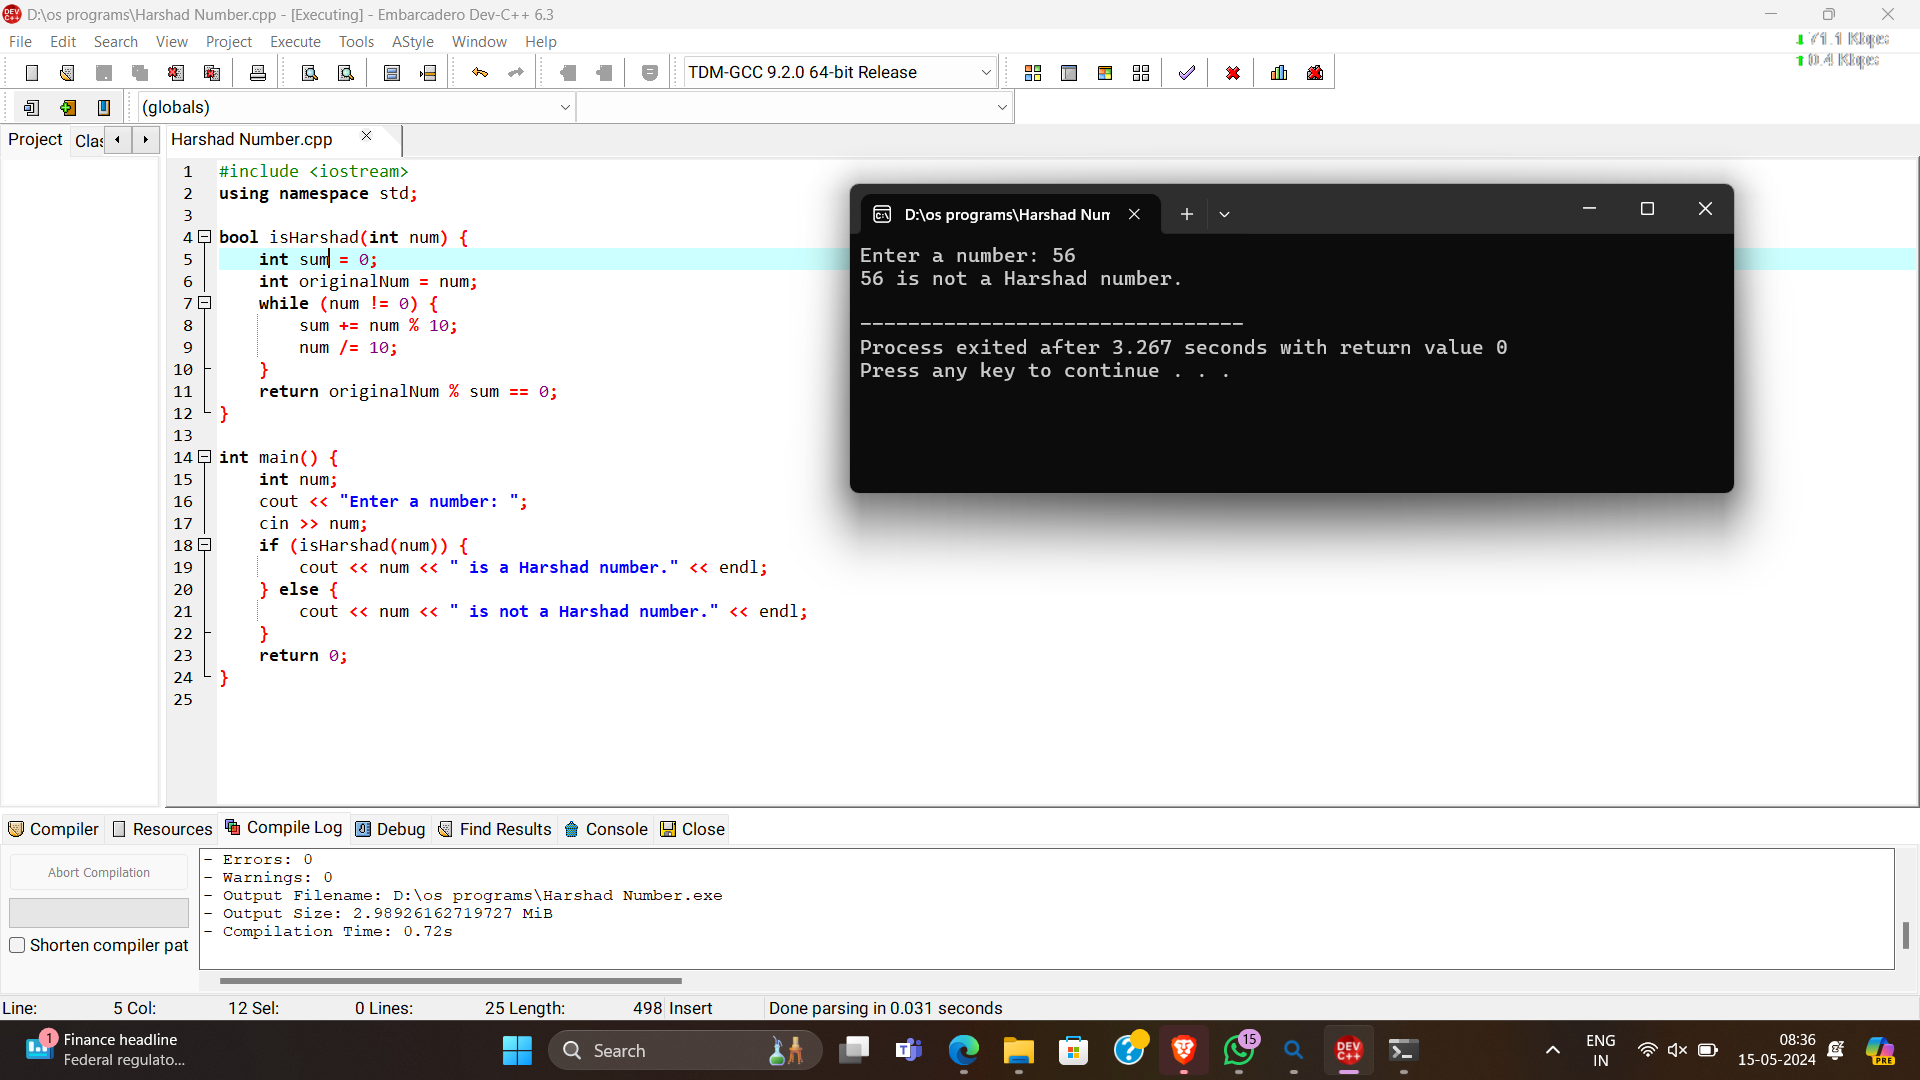 D:\os programs\Harshad Number.cpp - [Executing] - Embarcadero Dev-C++ 6.3
File Edit Search View Project Execute Tools AStyle Window Help
71.1 Kbps
0.4 Kbps
TDM-GCC 9.2.0 64-bit Release
(globals)
Project Clas
Harshad Number.cpp
1 #include <iostream>
2 using namespace std;
3
4 bool isHarshad(int num) {
5 int sum = 0;
6 int originalNum = num;
7 while (num != 0) {
8 sum += num % 10;
9 num /= 10;
10 }
11 return originalNum % sum == 0;
12 }
13
14 int main() {
15 int num;
16 cout << "Enter a number: ";
17 cin >> num;
18 if (isHarshad(num)) {
19 cout << num << " is a Harshad number." << endl;
20 } else {
21 cout << num << " is not a Harshad number." << endl;
22 }
23 return 0;
24 }
25
D:\os programs\Harshad Num
Enter a number: 56
56 is not a Harshad number.
--------------------------------
Process exited after 3.267 seconds with return value 0
Press any key to continue . . .
Compiler Resources Compile Log Debug Find Results Console Close
Abort Compilation
Shorten compiler pat
- Errors: 0
- Warnings: 0
- Output Filename: D:\os programs\Harshad Number.exe
- Output Size: 2.98926162719727 MiB
- Compilation Time: 0.72s
Line: 5 Col: 12 Sel: 0 Lines: 25 Length: 498 Insert Done parsing in 0.031 seconds
1
Finance headline
Federal regulato...
Search
15
DEV
C++
ENG
IN
08:36
15-05-2024
PRE